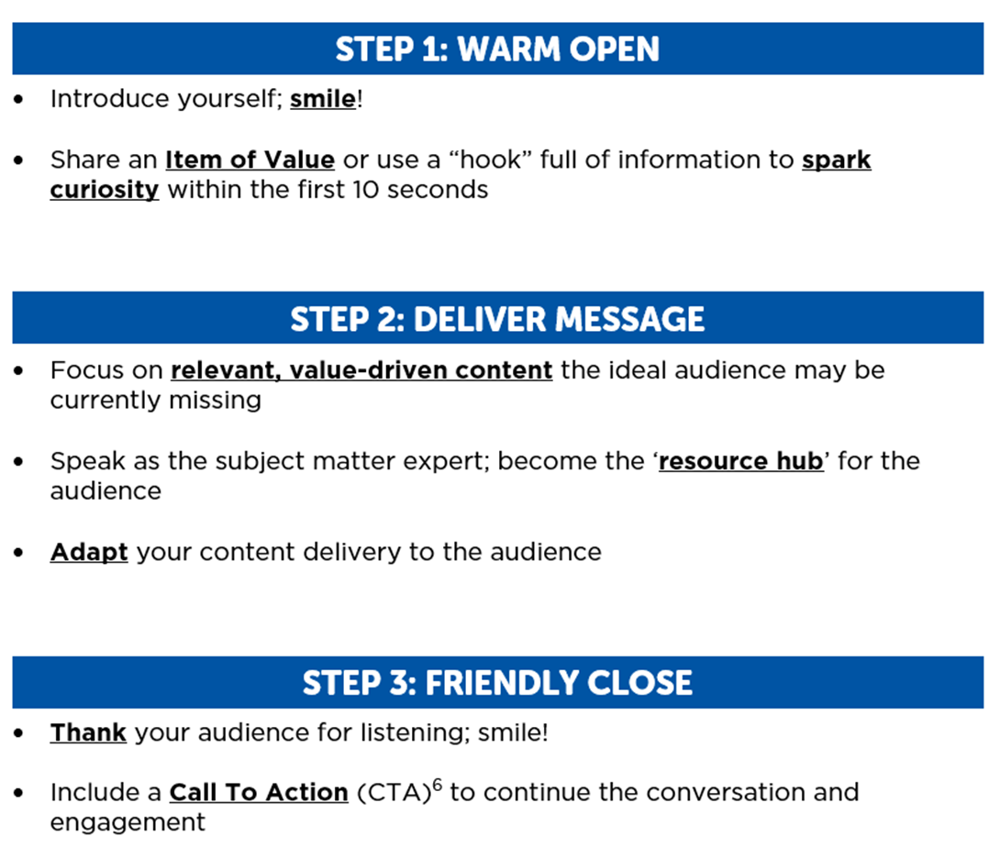 STEP 1: WARM OPEN
• Introduce yourself; smile!
• Share an Item of Value or use a “hook” full of information to spark
curiosity within the first 10 seconds
STEP 2: DELIVER MESSAGE
• Focus on relevant, value-driven content the ideal audience may be
currently missing
• Speak as the subject matter expert; become the ‘resource hub’ for the
audience
• Adapt your content delivery to the audience
STEP 3: FRIENDLY CLOSE
• Thank your audience for listening; smile!
• Include a Call To Action (CTA)⁶ to continue the conversation and
engagement